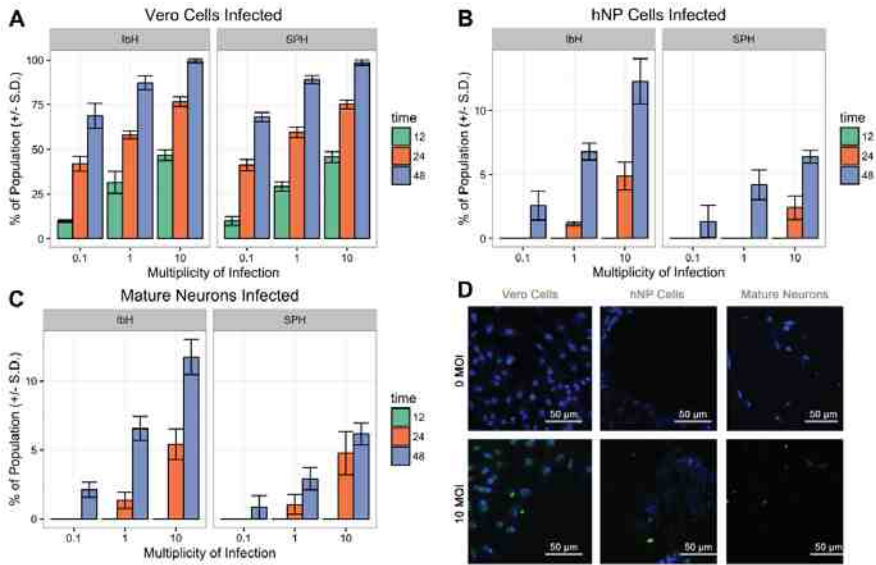 A
Vero Cells Infected
IbH
SPH
% of Population (+/- S.D.)
100
75
50
25
0
0.1
1
10
0.1
1
10
Multiplicity of Infection
time
12
24
48
B
hNP Cells Infected
IbH
SPH
% of Population (+/- S.D.)
10
5
0
0.1
1
10
0.1
1
10
Multiplicity of Infection
time
12
24
48
C
Mature Neurons Infected
IbH
SPH
% of Population (+/- S.D.)
10
5
0
0.1
1
10
0.1
1
10
Multiplicity of Infection
time
12
24
48
D
Vero Cells
hNP Cells
Mature Neurons
0 MOI
50 µm
50 µm
50 µm
10 MOI
50 µm
50 µm
50 µm